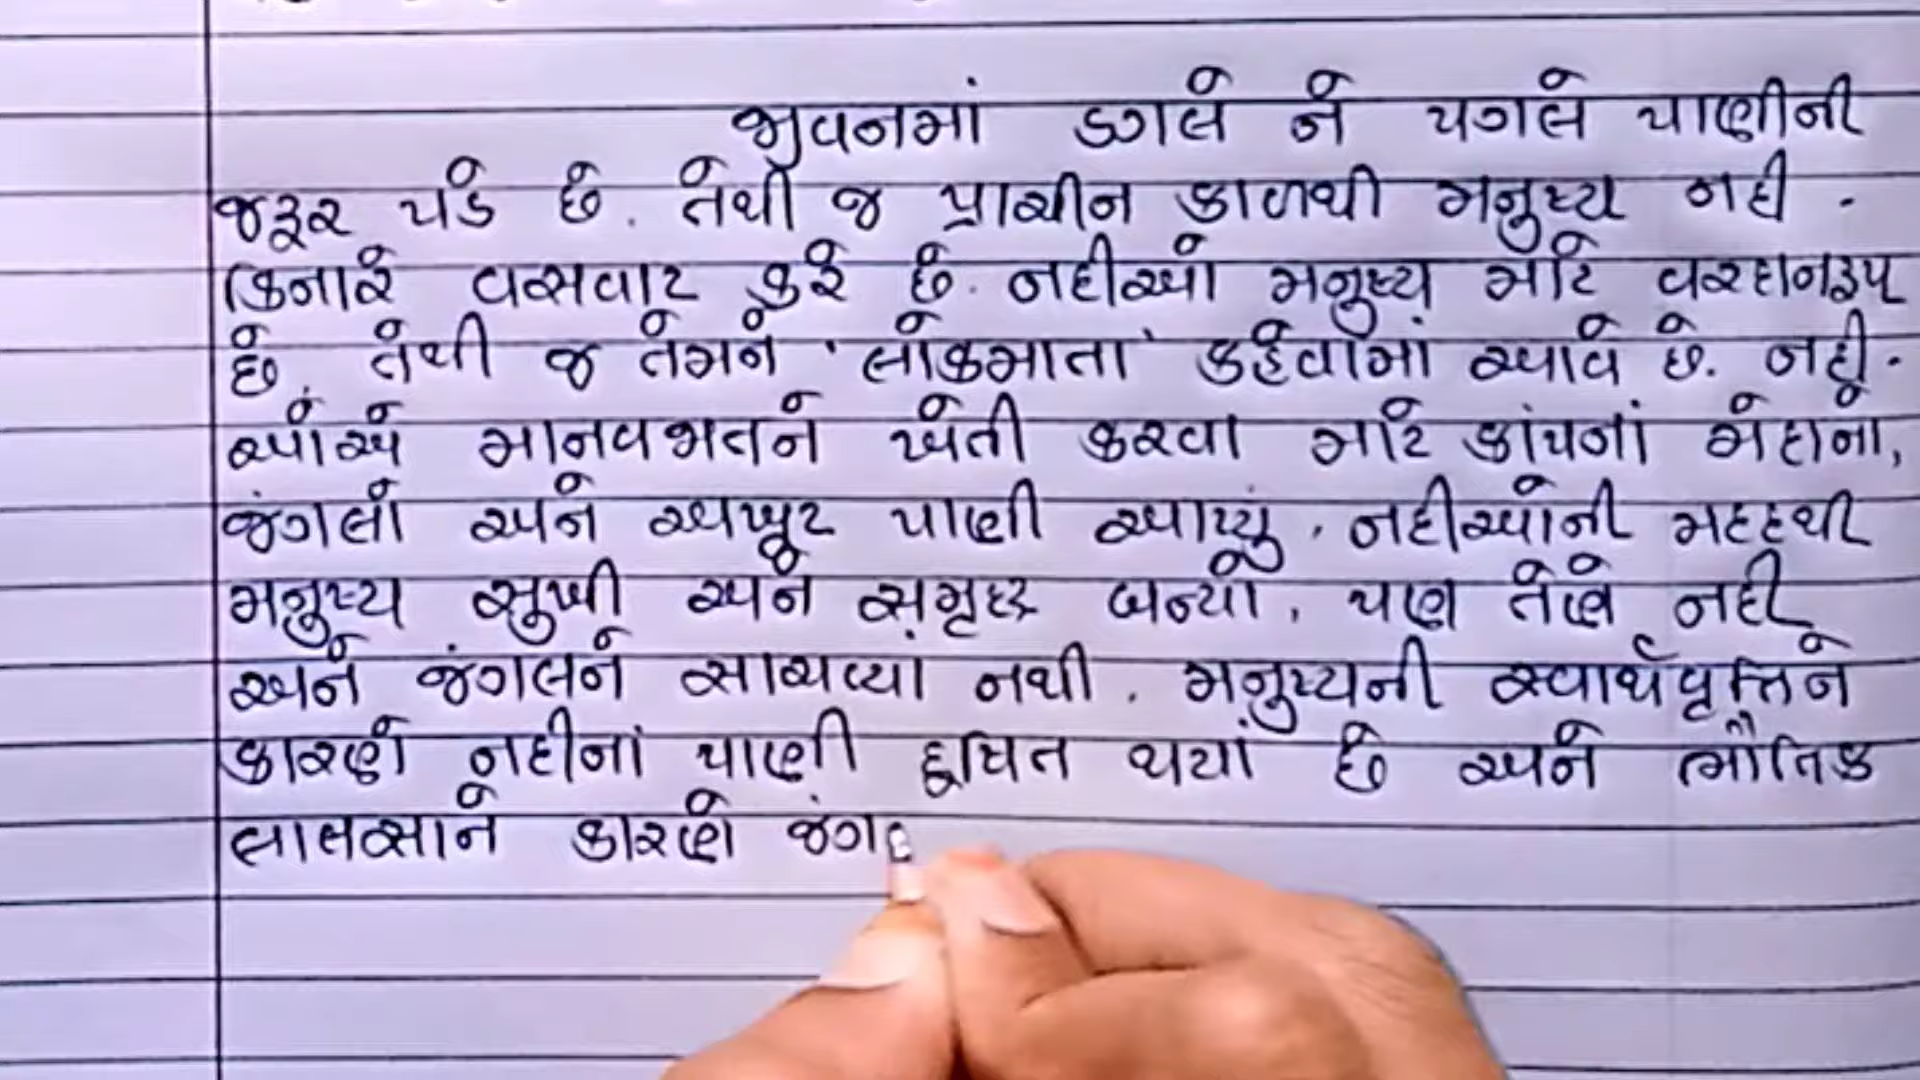 જીવનમાં ડગલે ને પગલે પાણીની
જરૂર પડે છે. તેથી જ પ્રાચીન કાળથી મનુષ્ય નદી -
કિનારે વસવાટ કરે છે. નદીઓ મનુષ્ય માટે વરદાનરૂપ
છે. તેથી જ તેમને 'લોકમાતા' કહેવામાં આવે છે. નદી-
ઓએ માનવજાતને ખેતી કરવા માટે કાંપનાં મેદાનો,
જંગલો અને અખૂટ પાણી આપ્યું. નદીઓની મદદથી
મનુષ્ય સુખી અને સમૃદ્ધ બન્યો, પણ તેણે નદી
અને જંગલને સાચવ્યાં નથી. મનુષ્યની સ્વાર્થવૃત્તિને
કારણે નદીનાં પાણી દૂષિત થયાં છે અને ભૌતિક
લાલસાને કારણે જંગ